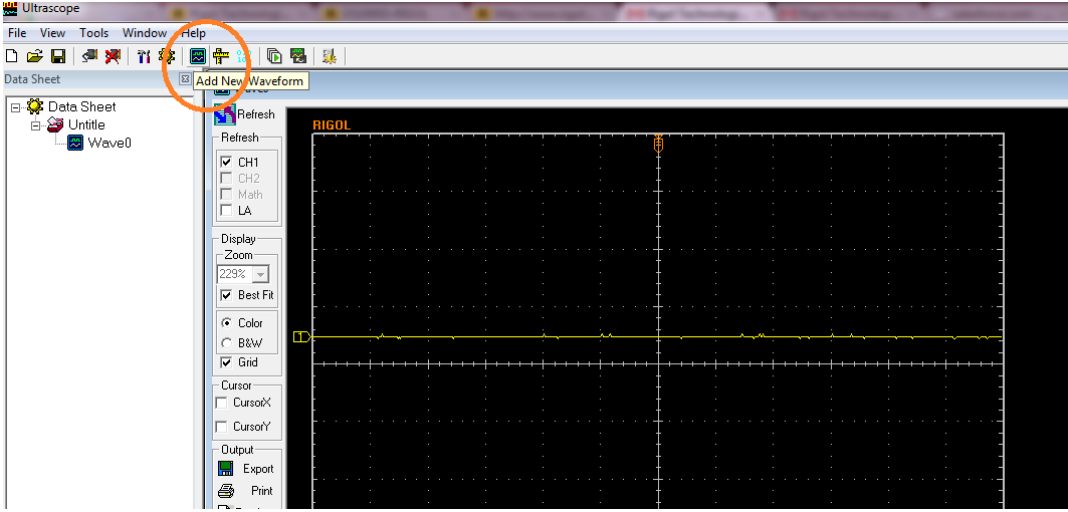 Ultrascope
File View Tools Window Help
Data Sheet
Add New Waveform
Data Sheet
Untitle
Wave0
Refresh
Refresh
CH1
CH2
Math
LA
Display
Zoom
229%
Best Fit
Color
B&W
Grid
Cursor
CursorX
CursorY
Output
Export
Print
RIGOL
1